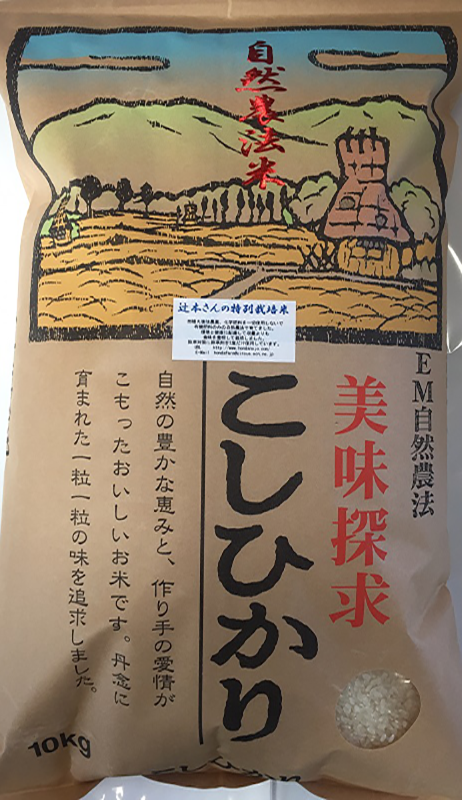 自然農法米
辻本さんの特別栽培米
EM自然農法
美味探求
こしひかり
自然の豊かな恵みと、作り手の愛情が
こもったおいしいお米です。丹念に
育まれた一粒一粒の味を追求しました。
10kg